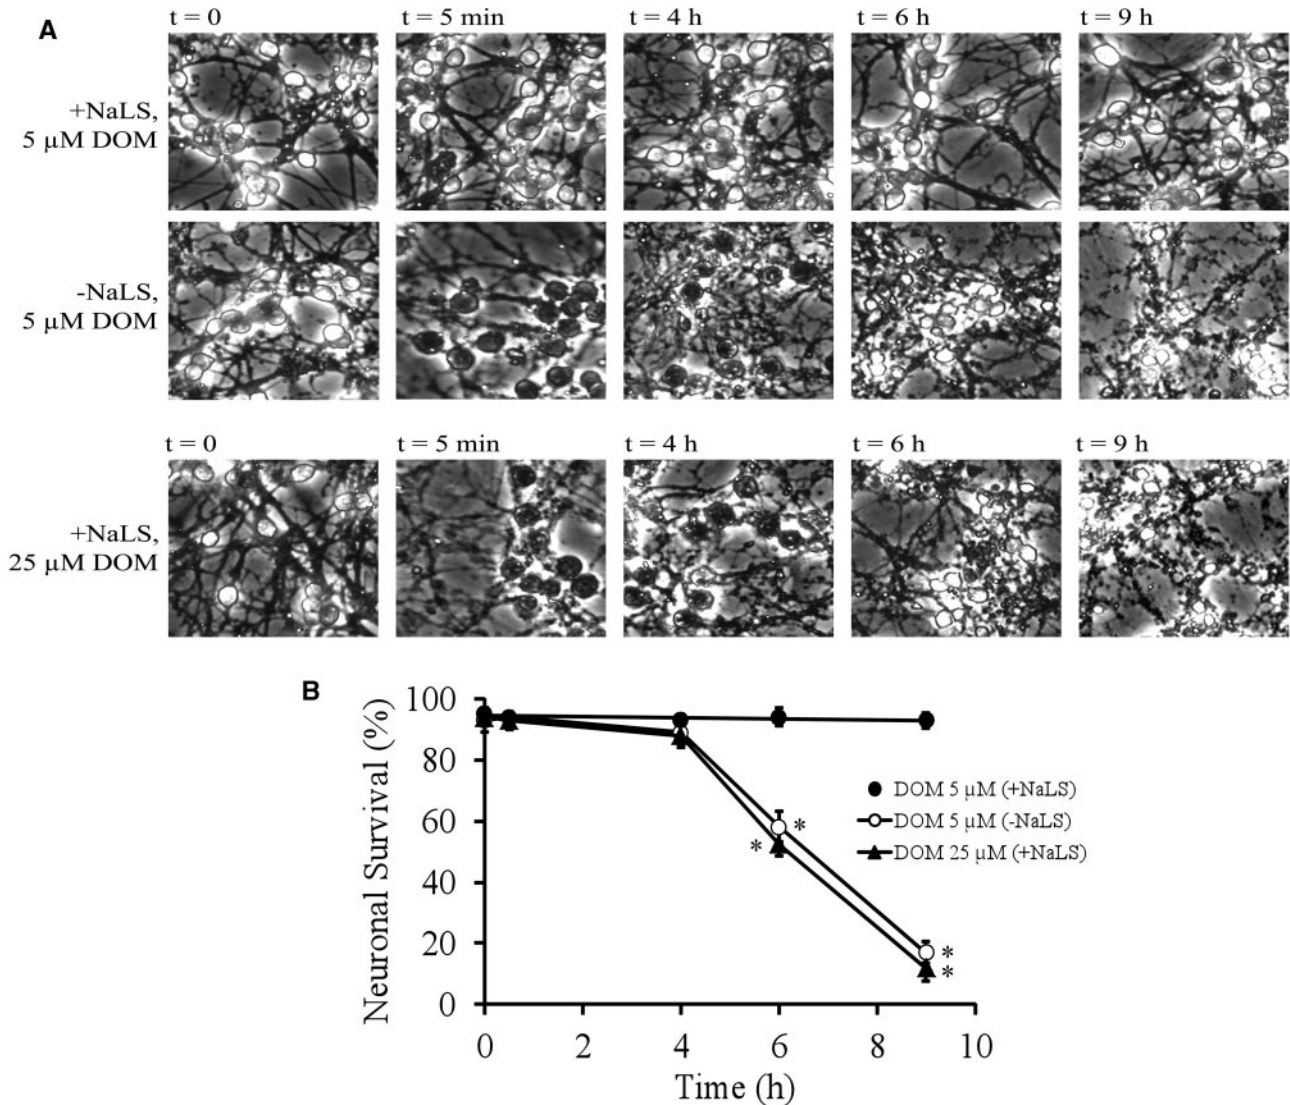 A
t = 0 t = 5 min t = 4 h t = 6 h t = 9 h
+NaLS,
5 μM DOM
-NaLS,
5 μM DOM
t = 0 t = 5 min t = 4 h t = 6 h t = 9 h
+NaLS,
25 μM DOM
B
Neuronal Survival (%)
100
80
60
40
20
0
* *
* *
DOM 5 μM (+NaLS)
DOM 5 μM (-NaLS)
DOM 25 μM (+NaLS)
0 2 4 6 8 10
Time (h)